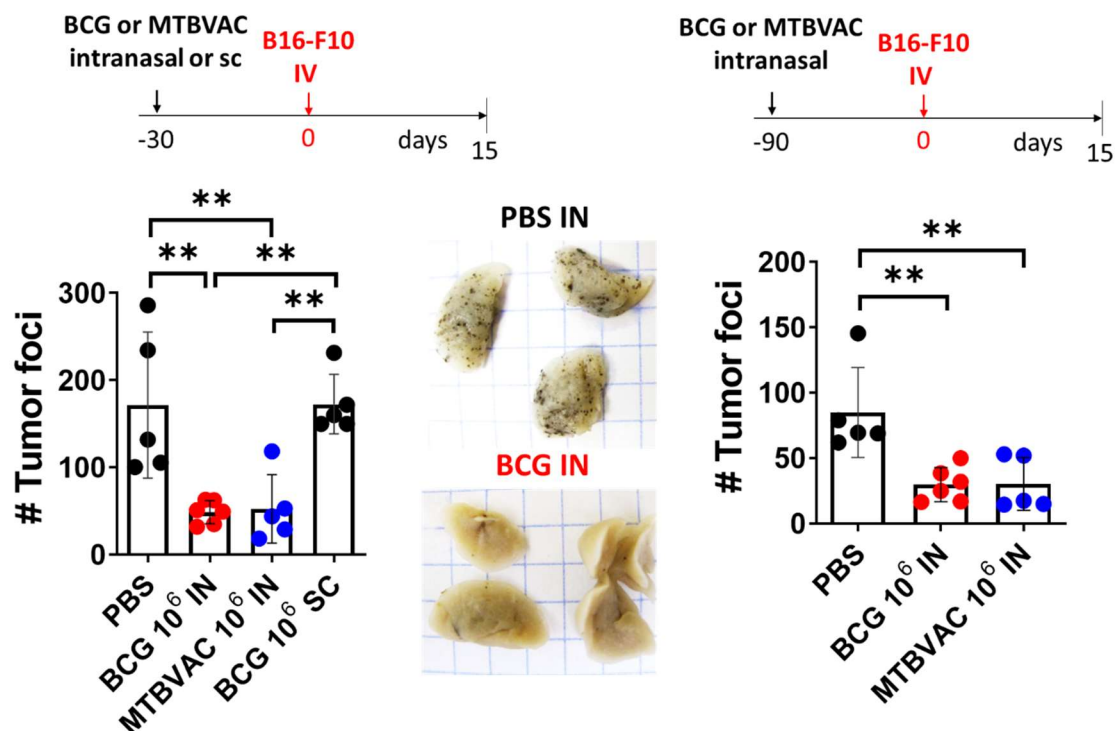 BCG or MTBVAC
intranasal or sc
B16-F10
IV
-30
0
days
15
BCG or MTBVAC
intranasal
B16-F10
IV
-90
0
days
15
**
**
**
**
# Tumor foci
300
200
100
0
PBS
BCG 10⁶ IN
MTBVAC 10⁶ IN
BCG 10⁶ SC
PBS IN
BCG IN
**
**
# Tumor foci
200
150
100
50
0
PBS
BCG 10⁶ IN
MTBVAC 10⁶ IN